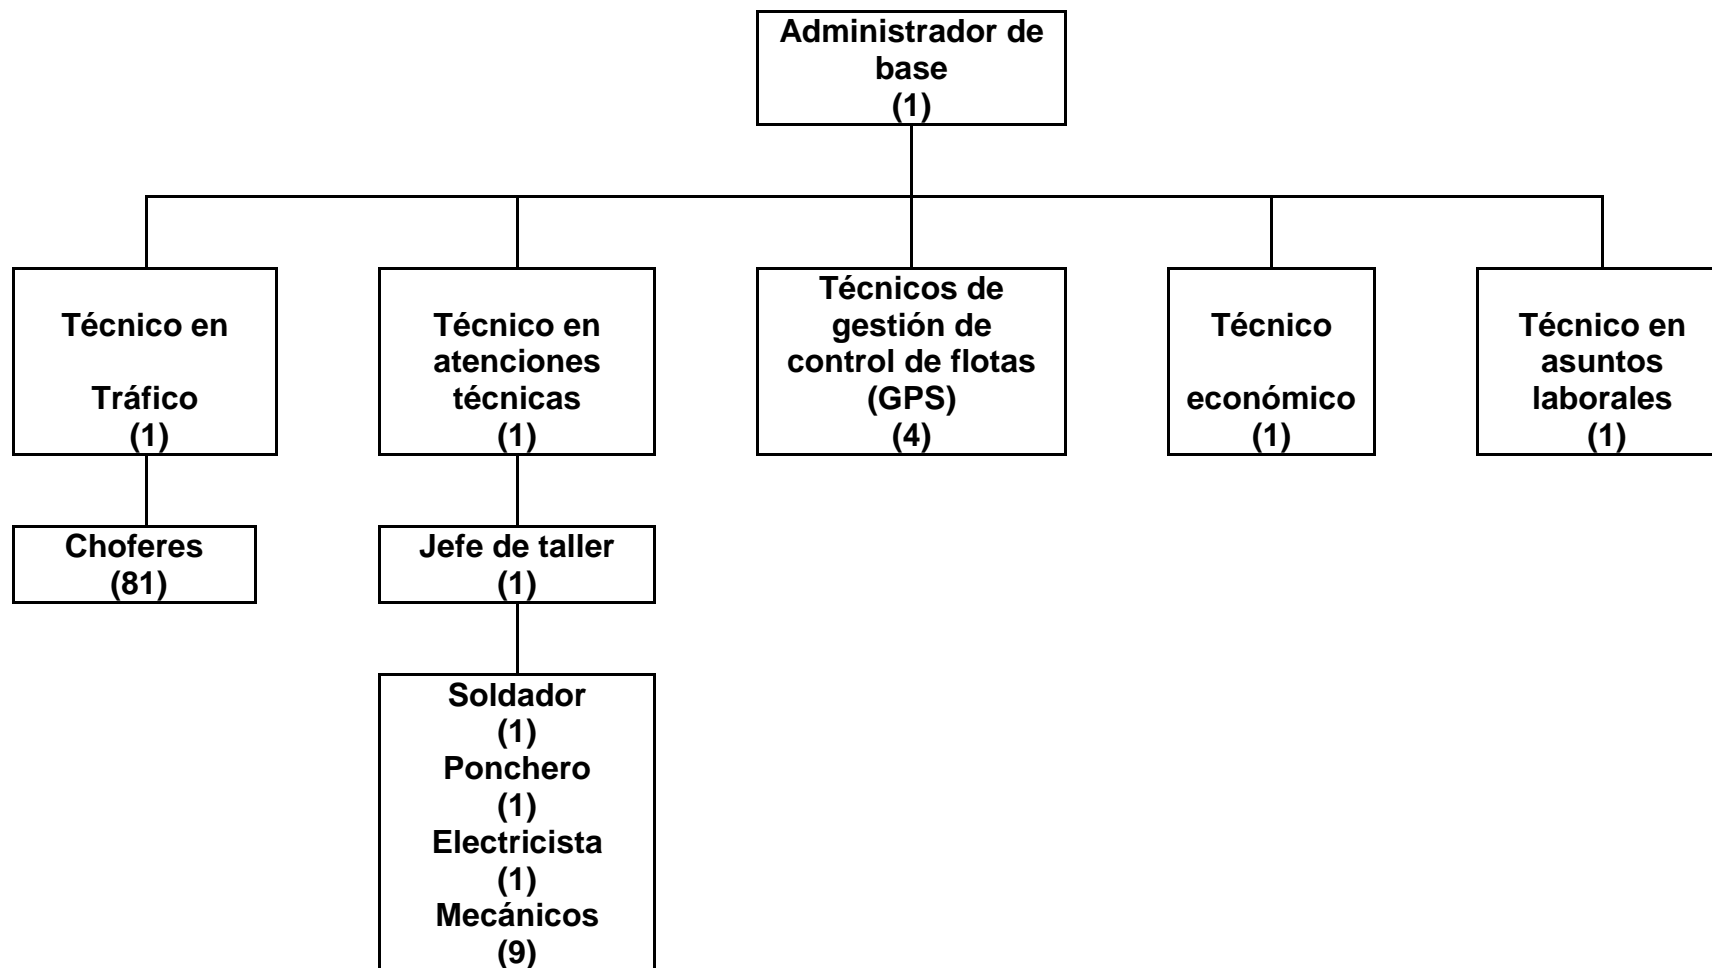 Administrador de
base
(1)
Técnico en
Tráfico
(1)
Técnico en
atenciones
técnicas
(1)
Técnicos de
gestión de
control de flotas
(GPS)
(4)
Técnico
económico
(1)
Técnico en
asuntos
laborales
(1)
Choferes
(81)
Jefe de taller
(1)
Soldador
(1)
Ponchero
(1)
Electricista
(1)
Mecánicos
(9)